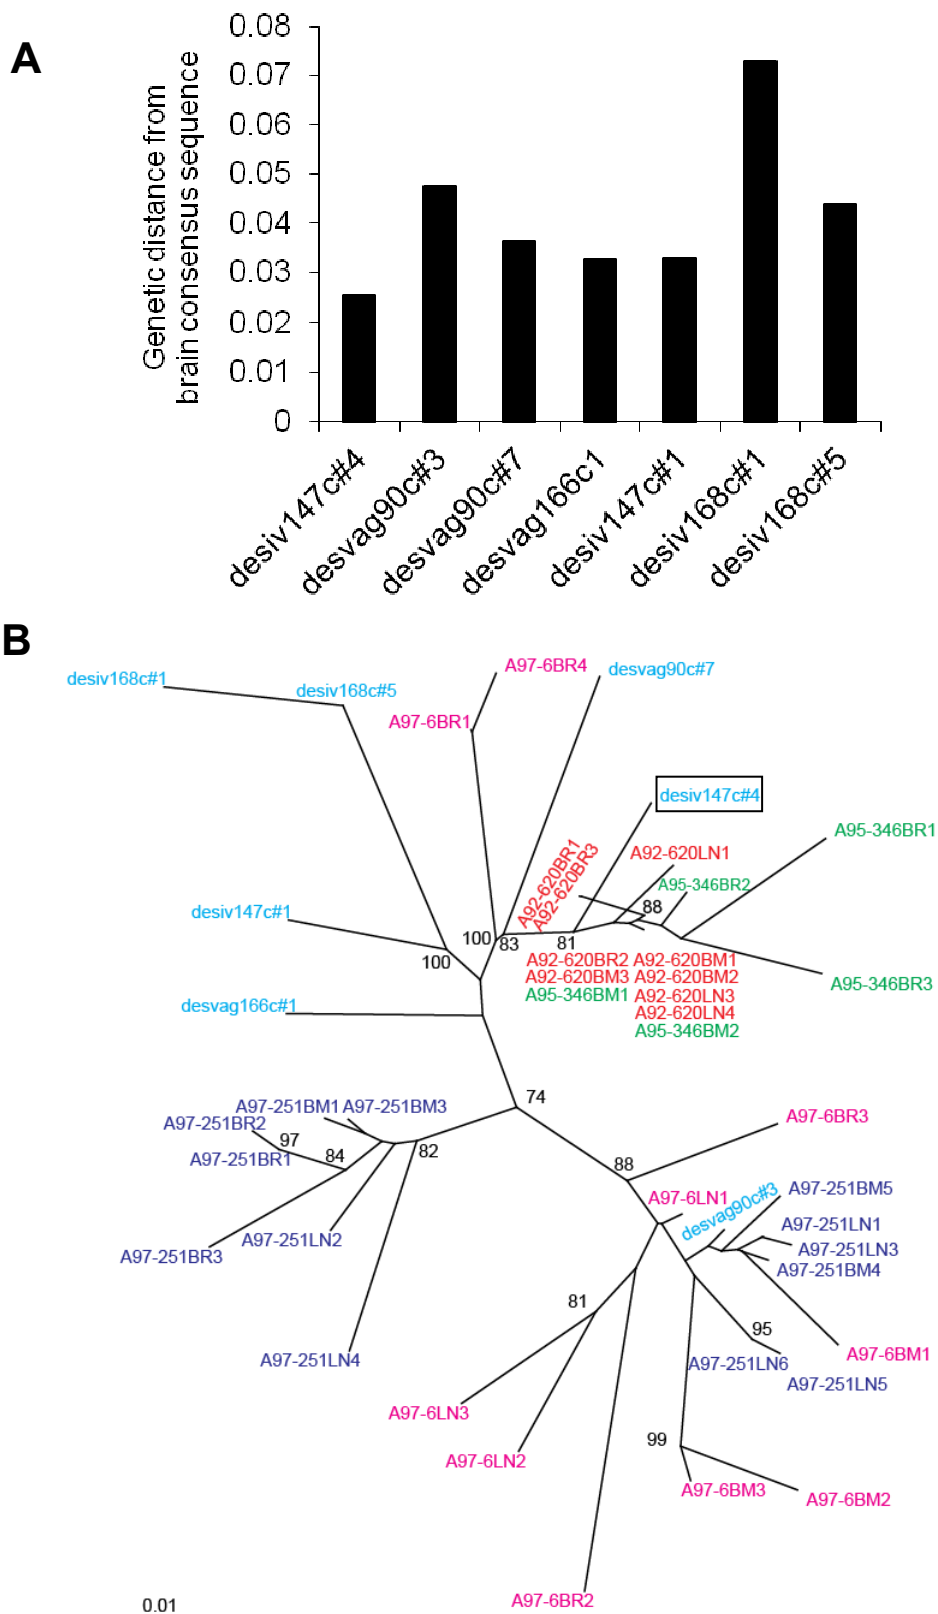 A
Genetic distance from
brain consensus sequence
0.08
0.07
0.06
0.05
0.04
0.03
0.02
0.01
0
desiv147c#4
desvag90c#3
desvag90c#7
desvag166c1
desiv147c#1
desiv168c#1
desiv168c#5
B
desiv168c#1
desiv168c#5
A97-6BR4
desvag90c#7
A97-6BR1
desiv147c#4
A95-346BR1
A92-620BR1
A92-620BR3
A92-620LN1
A95-346BR2
88
desiv147c#1
100
83
81
100
A92-620BR2 A92-620BM1
A92-620BM3 A92-620BM2
A95-346BM1 A92-620LN3
A92-620LN4
A95-346BM2
A95-346BR3
desvag166c#1
74
A97-251BM1 A97-251BM3
A97-251BR2
97
A97-251BR1
84
82
A97-6BR3
88
A97-6LN1
desvag90c#3
A97-251BM5
A97-251LN1
A97-251LN3
A97-251BM4
A97-251LN2
A97-251BR3
81
95
A97-251LN4
A97-251LN6
A97-6BM1
A97-251LN5
A97-6LN3
99
A97-6LN2
A97-6BM3
A97-6BM2
A97-6BR2
0.01